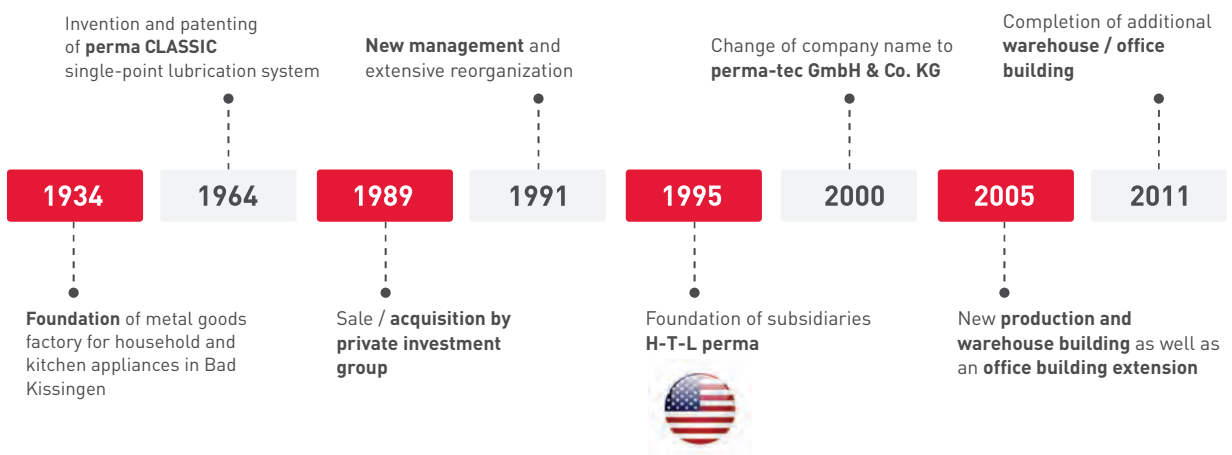 Invention and patenting
of perma CLASSIC
single-point lubrication system
New management and
extensive reorganization
Change of company name to
perma-tec GmbH & Co. KG
Completion of additional
warehouse / office
building
1934
1964
1989
1991
1995
2000
2005
2011
Foundation of metal goods
factory for household and
kitchen appliances in Bad
Kissingen
Sale / acquisition by
private investment
group
Foundation of subsidiaries
H-T-L perma
New production and
warehouse building as well as
an office building extension